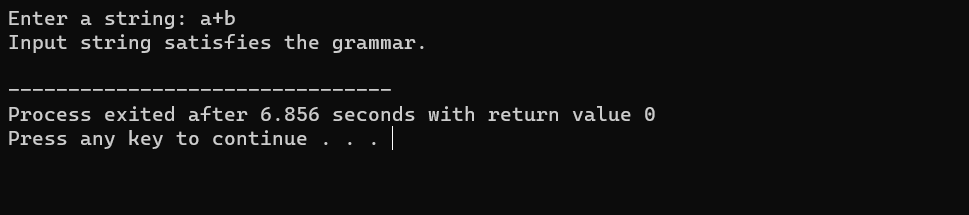 Enter a string: a+b
Input string satisfies the grammar.
--------------------------------
Process exited after 6.856 seconds with return value 0
Press any key to continue . . .